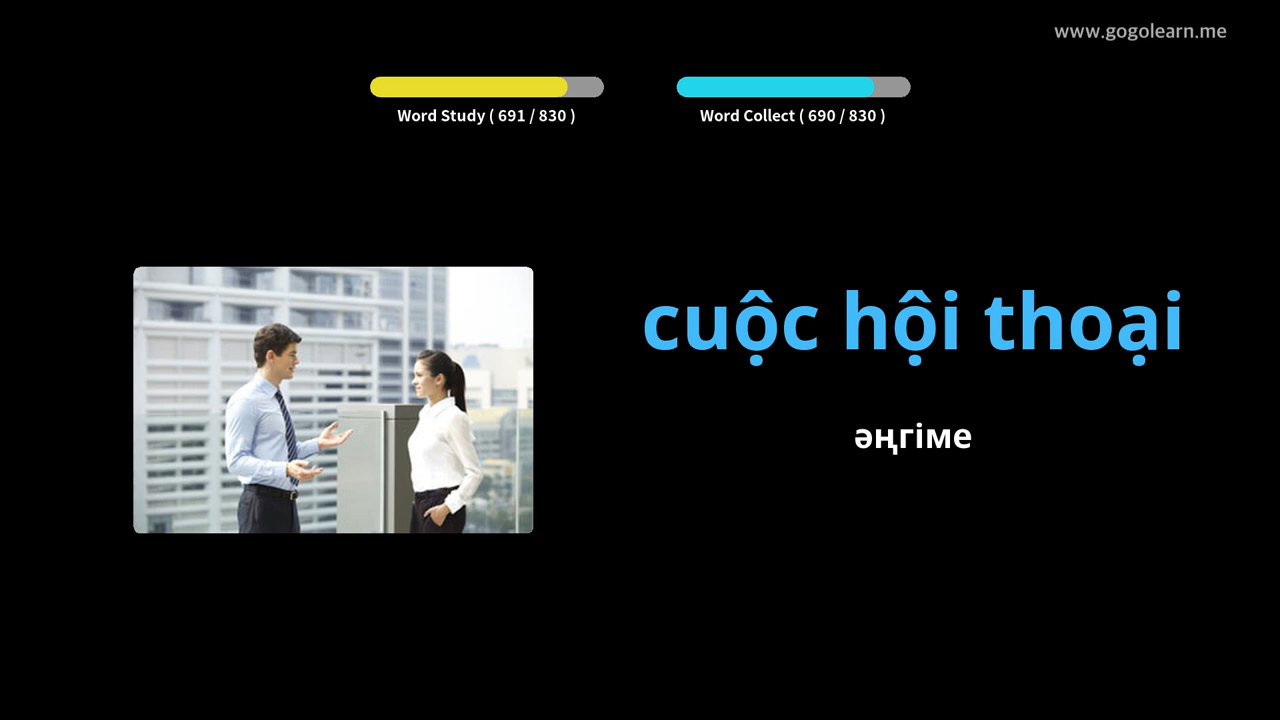 www.gogolearn.me
Word Study ( 691 / 830 )
Word Collect ( 690 / 830 )
cuộc hội thoại
әңгіме